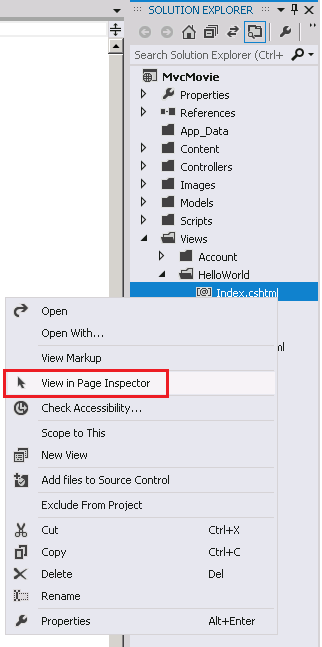 SOLUTION EXPLORER
Search Solution Explorer (Ctrl+
MvcMovie
Properties
References
App_Data
Content
Controllers
Images
Models
Scripts
Views
Account
HelloWorld
Index.cshtml
Open
Open With...
View Markup
View in Page Inspector
Check Accessibility...
Scope to This
New View
Add files to Source Control
Exclude From Project
Cut Ctrl+X
Copy Ctrl+C
Delete Del
Rename
Properties Alt+Enter